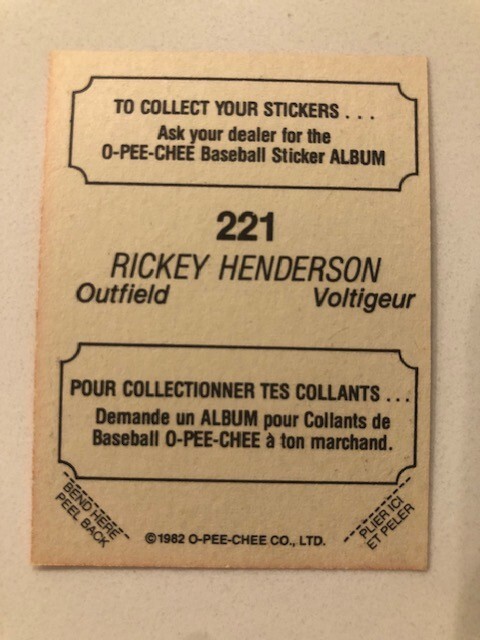 TO COLLECT YOUR STICKERS . . .
Ask your dealer for the
O-PEE-CHEE Baseball Sticker ALBUM
221
RICKEY HENDERSON
Outfield Voltigeur
POUR COLLECTIONNER TES COLLANTS . . .
Demande un ALBUM pour Collants de
Baseball O-PEE-CHEE à ton marchand.
BEND HERE
PEEL BACK
©1982 O-PEE-CHEE CO., LTD.
PLIER ICI
ET PELER